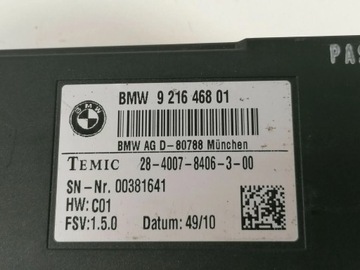 PAS
BMW
BMW 9 216 468 01
BMW AG D-80788 München
TEMIC 28-4007-8406-3-00
SN-Nr. 00381641
HW: C01
FSV:1.5.0 Datum: 49/10